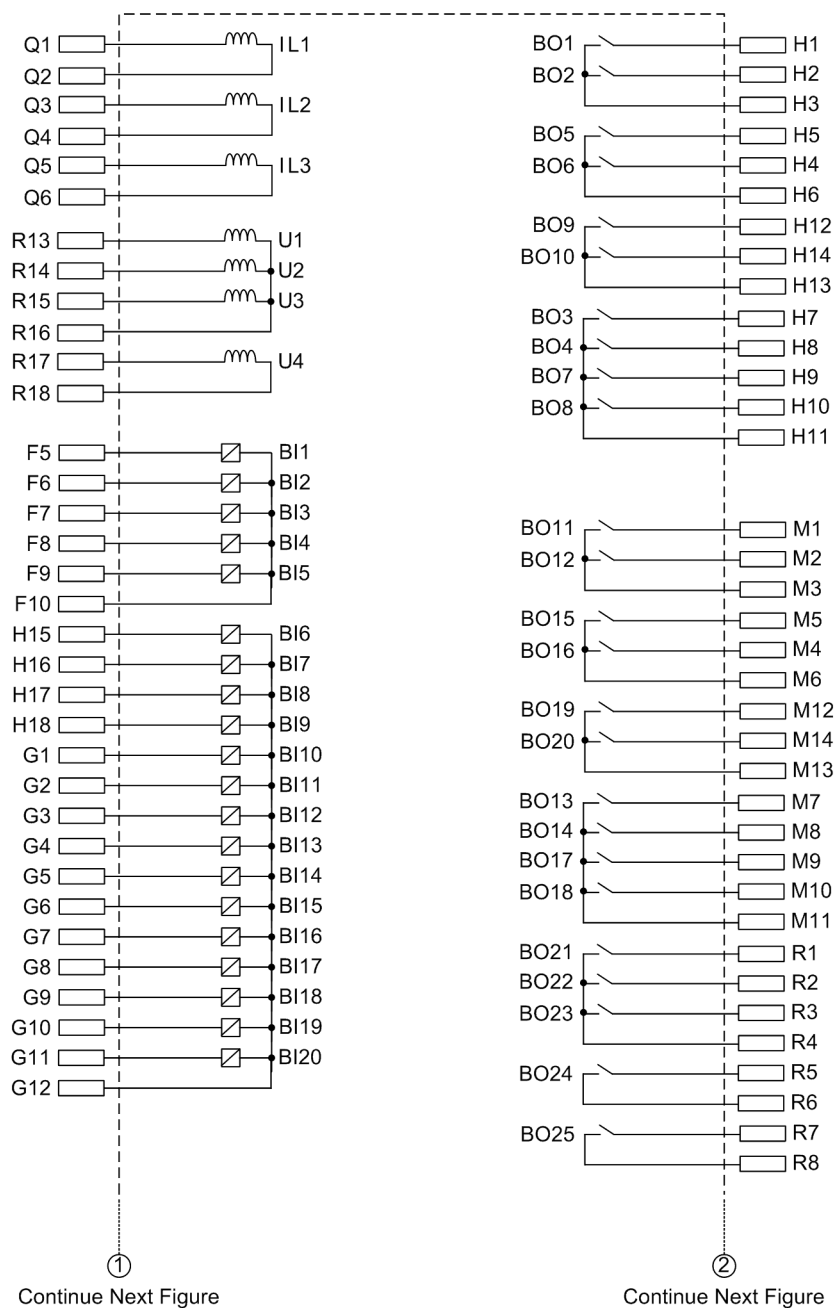 Q1 IL1
Q2
Q3 IL2
Q4
Q5 IL3
Q6
R13 U1
R14 U2
R15 U3
R16
R17 U4
R18
F5 BI1
F6 BI2
F7 BI3
F8 BI4
F9 BI5
F10
H15 BI6
H16 BI7
H17 BI8
H18 BI9
G1 BI10
G2 BI11
G3 BI12
G4 BI13
G5 BI14
G6 BI15
G7 BI16
G8 BI17
G9 BI18
G10 BI19
G11 BI20
G12
1
Continue Next Figure
BO1 H1
BO2 H2
H3
BO5 H5
BO6 H4
H6
BO9 H12
BO10 H14
H13
BO3 H7
BO4 H8
BO7 H9
BO8 H10
H11
BO11 M1
BO12 M2
M3
BO15 M5
BO16 M4
M6
BO19 M12
BO20 M14
M13
BO13 M7
BO14 M8
BO17 M9
BO18 M10
M11
BO21 R1
BO22 R2
BO23 R3
R4
BO24 R5
R6
BO25 R7
R8
2
Continue Next Figure